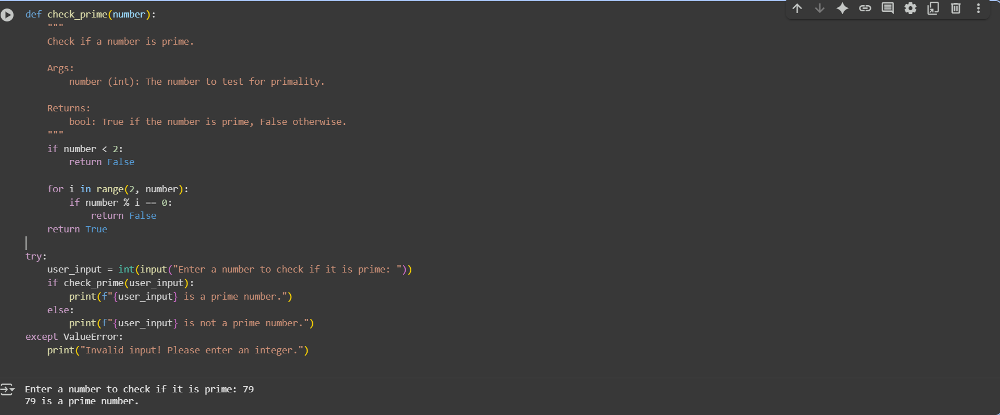 def check_prime(number):
    """
    Check if a number is prime.

    Args:
        number (int): The number to test for primality.

    Returns:
        bool: True if the number is prime, False otherwise.
    """
    if number < 2:
        return False

    for i in range(2, number):
        if number % i == 0:
            return False
    return True

try:
    user_input = int(input("Enter a number to check if it is prime: "))
    if check_prime(user_input):
        print(f"{user_input} is a prime number.")
    else:
        print(f"{user_input} is not a prime number.")
except ValueError:
    print("Invalid input! Please enter an integer.")

Enter a number to check if it is prime: 79
79 is a prime number.